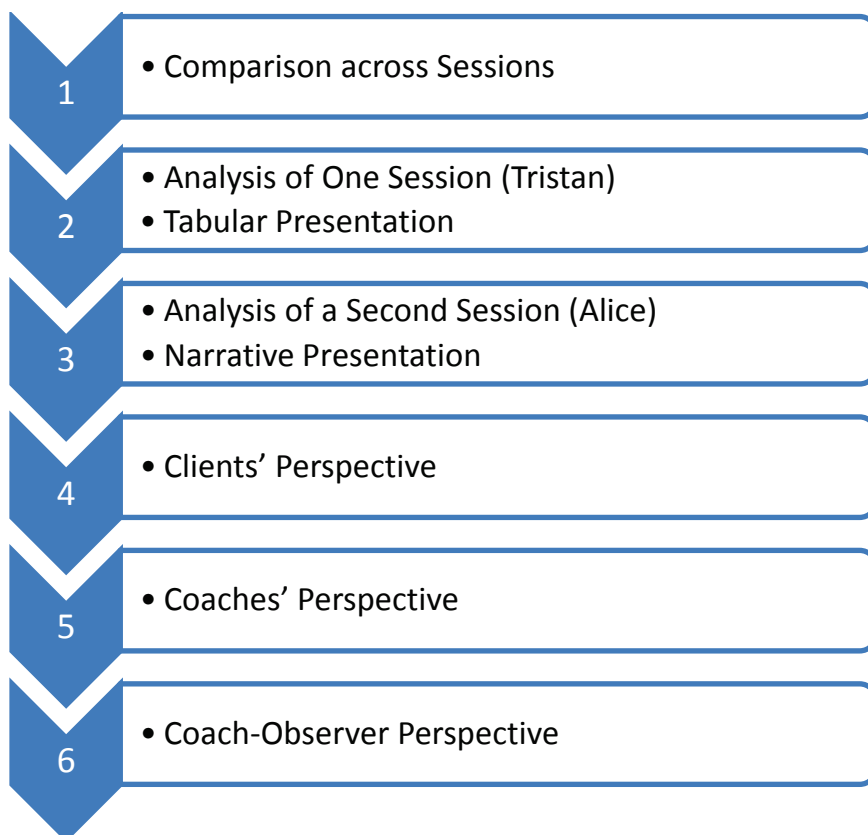 1
• Comparison across Sessions
2
• Analysis of One Session (Tristan)
• Tabular Presentation
3
• Analysis of a Second Session (Alice)
• Narrative Presentation
4
• Clients’ Perspective
5
• Coaches’ Perspective
6
• Coach-Observer Perspective